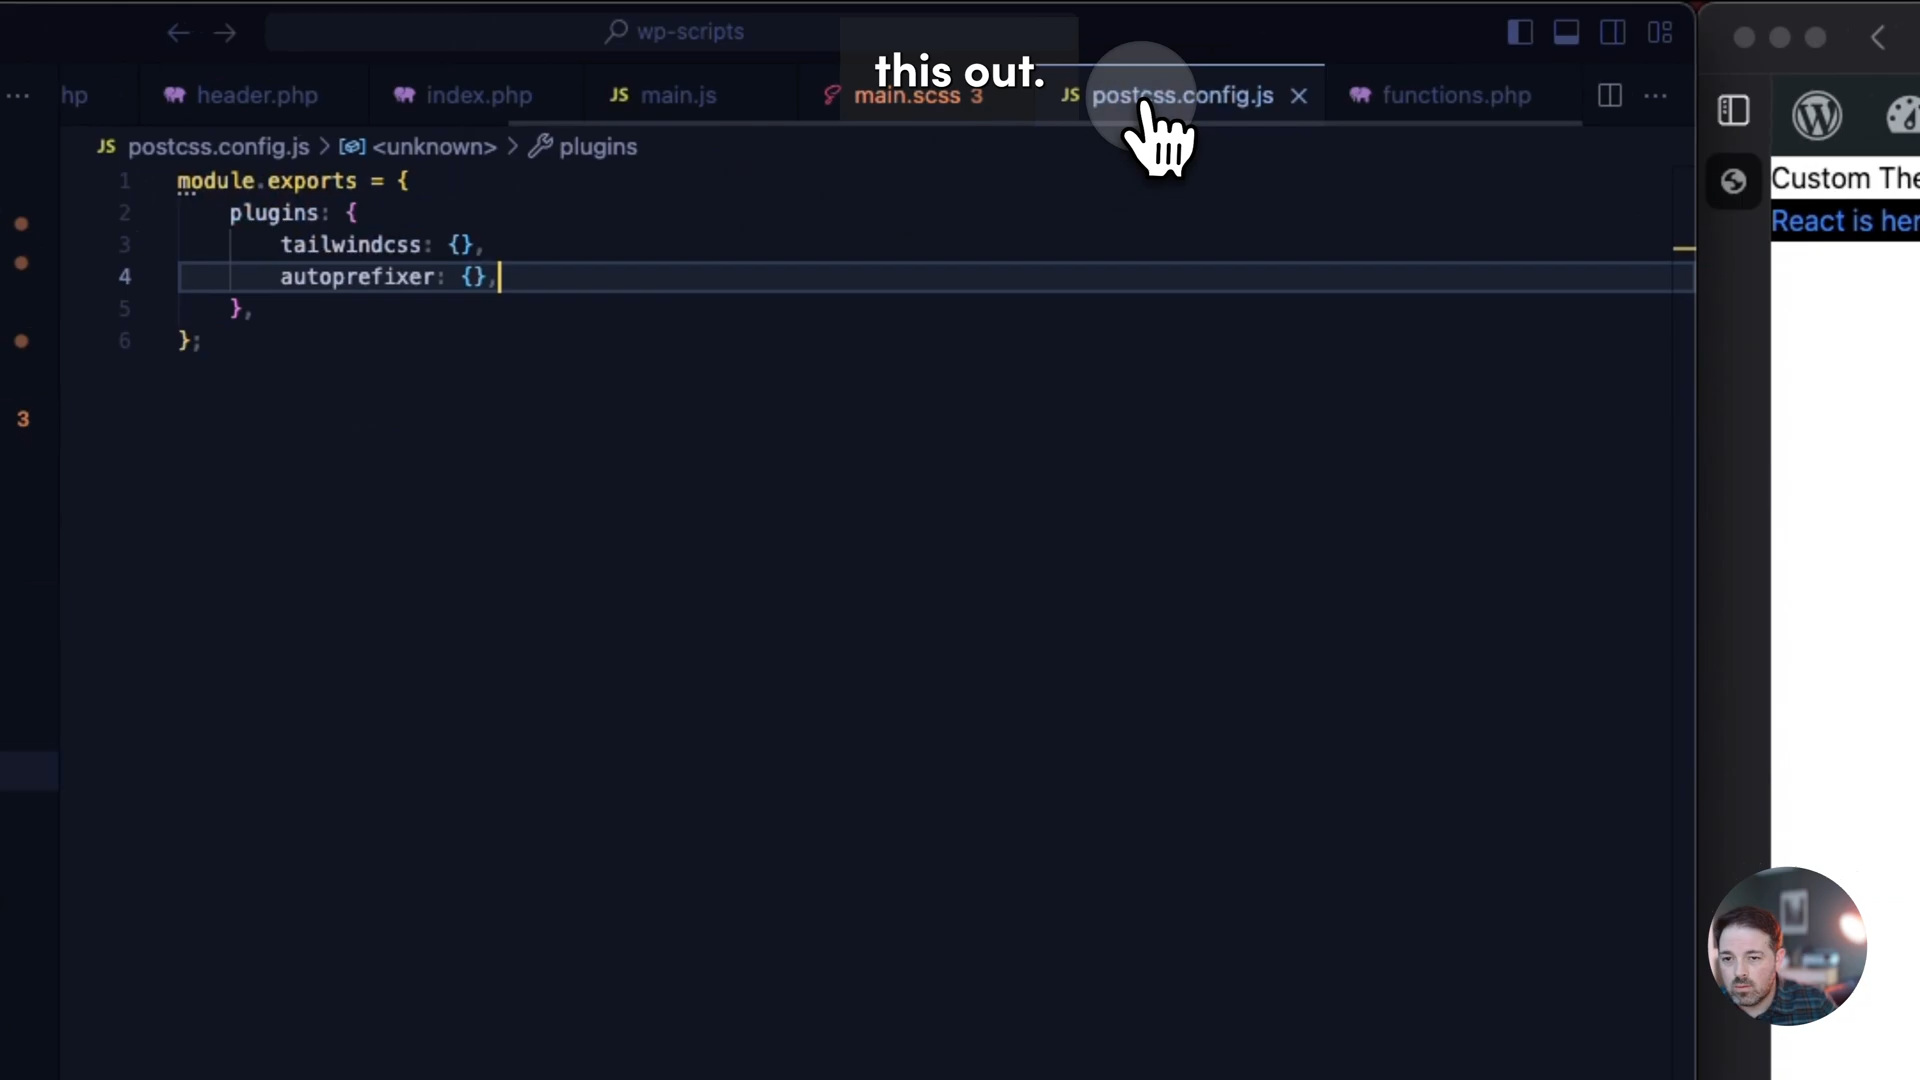 wp-scripts
this out.
hp
header.php
index.php
JS main.js
main.scss 3
JS postcss.config.js
functions.php
JS postcss.config.js > <unknown> > plugins
1 module.exports = {
2 plugins: {
3 tailwindcss: {},
4 autoprefixer: {},
5 },
6 };
3
Custom The
React is her